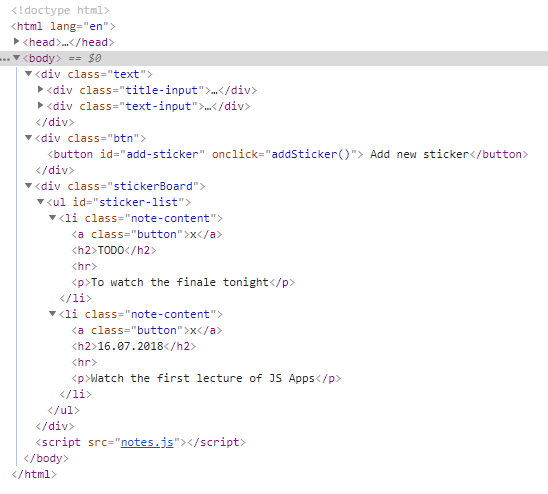 <!doctype html>
<html lang="en">
<head>…</head>
<body> == $0
<div class="text">
<div class="title-input">…</div>
<div class="text-input">…</div>
</div>
<div class="btn">
<button id="add-sticker" onclick="addSticker()"> Add new sticker</button>
</div>
<div class="stickerBoard">
<ul id="sticker-list">
<li class="note-content">
<a class="button">x</a>
<h2>TODO</h2>
<hr>
<p>To watch the finale tonight</p>
</li>
<li class="note-content">
<a class="button">x</a>
<h2>16.07.2018</h2>
<hr>
<p>Watch the first lecture of JS Apps</p>
</li>
</ul>
</div>
<script src="notes.js"></script>
</body>
</html>